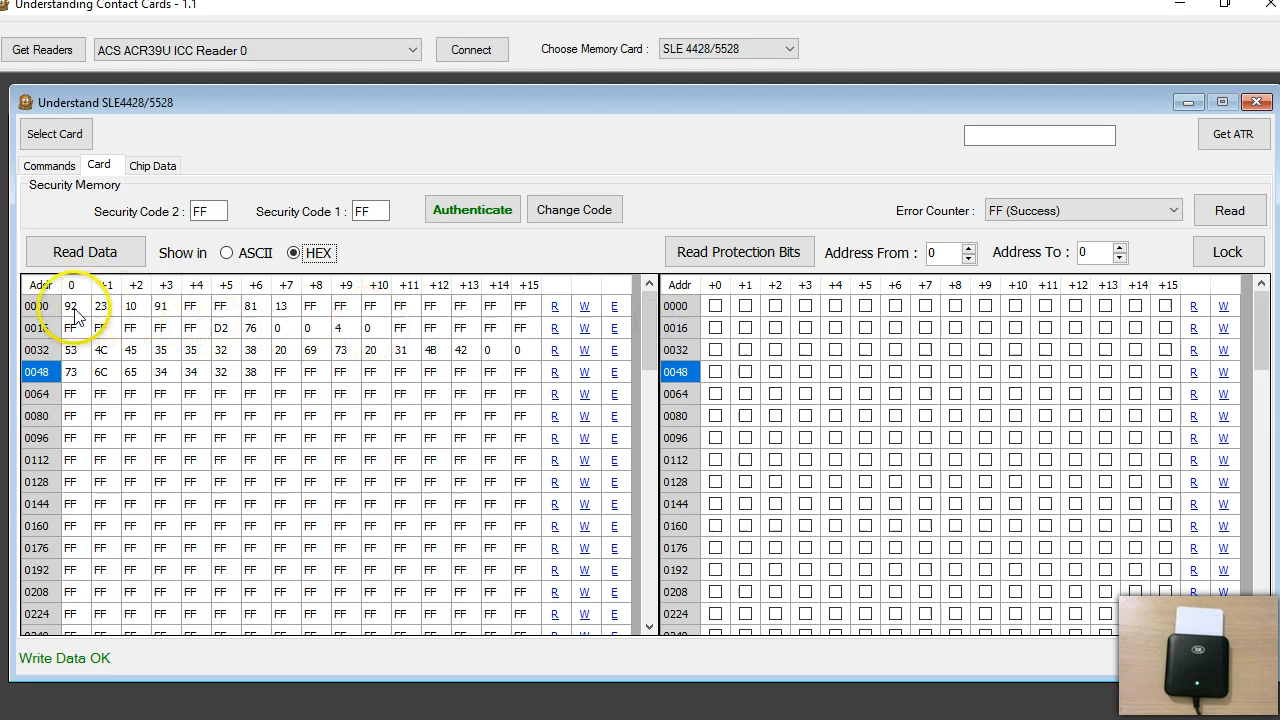 Understanding Contact Cards - 1.1
Get Readers ACS ACR39U ICC Reader 0 Connect Choose Memory Card : SLE 4428/5528
Understand SLE4428/5528
Select Card Get ATR
Commands Card Chip Data
Security Memory
Security Code 2 : FF Security Code 1 : FF Authenticate Change Code Error Counter : FF (Success) Read
Read Data Show in ASCII HEX Read Protection Bits Address From : 0 Address To : 0 Lock
Addr 0 +1 +2 +3 +4 +5 +6 +7 +8 +9 +10 +11 +12 +13 +14 +15 Addr +0 +1 +2 +3 +4 +5 +6 +7 +8 +9 +10 +11 +12 +13 +14 +15
0000 92 23 10 91 FF FF 81 13 FF FF FF FF FF FF FF FF R W E 0000 R W
0016 FF FF FF FF FF D2 76 0 0 4 0 FF FF FF FF FF R W E 0016 R W
0032 53 4C 45 35 35 32 38 20 69 73 20 31 4B 42 0 0 R W E 0032 R W
0048 73 6C 65 34 34 32 38 FF FF FF FF FF FF FF FF FF R W E 0048 R W
0064 FF FF FF FF FF FF FF FF FF FF FF FF FF FF FF FF R W E 0064 R W
0080 FF FF FF FF FF FF FF FF FF FF FF FF FF FF FF FF R W E 0080 R W
0096 FF FF FF FF FF FF FF FF FF FF FF FF FF FF FF FF R W E 0096 R W
0112 FF FF FF FF FF FF FF FF FF FF FF FF FF FF FF FF R W E 0112 R W
0128 FF FF FF FF FF FF FF FF FF FF FF FF FF FF FF FF R W E 0128 R W
0144 FF FF FF FF FF FF FF FF FF FF FF FF FF FF FF FF R W E 0144 R W
0160 FF FF FF FF FF FF FF FF FF FF FF FF FF FF FF FF R W E 0160 R W
0176 FF FF FF FF FF FF FF FF FF FF FF FF FF FF FF FF R W E 0176 R W
0192 FF FF FF FF FF FF FF FF FF FF FF FF FF FF FF FF R W E 0192 R W
0208 FF FF FF FF FF FF FF FF FF FF FF FF FF FF FF FF R W E 0208 R W
0224 FF FF FF FF FF FF FF FF FF FF FF FF FF FF FF FF R W E 0224
Write Data OK